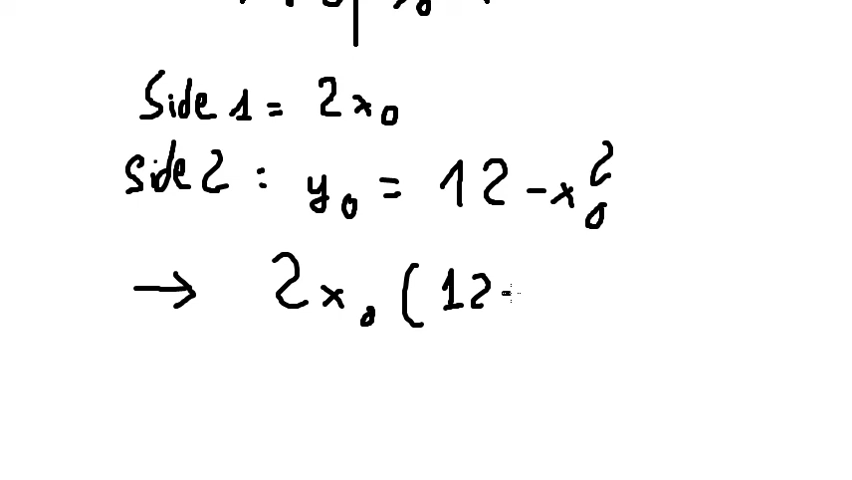 Side 1 = 2x₀
Side 2 : y₀ = 12 - x₀²
→ 2x₀ ( 12 -